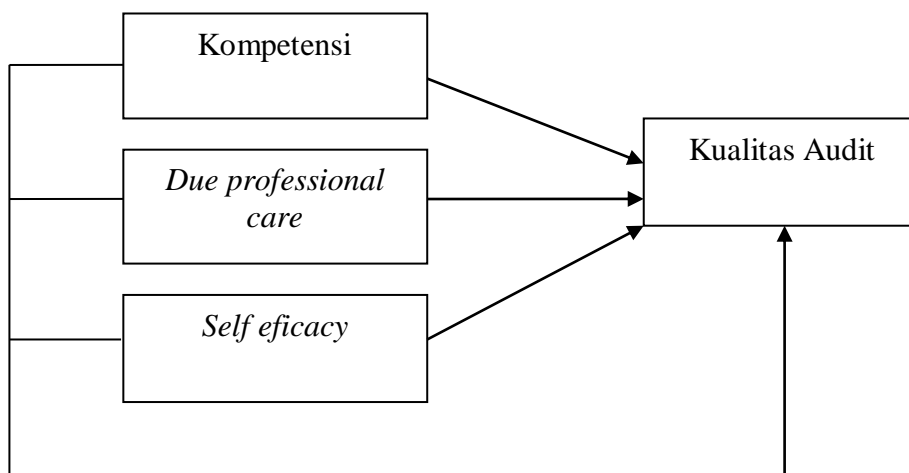 Kompetensi
Due professional
care
Self eficacy
Kualitas Audit